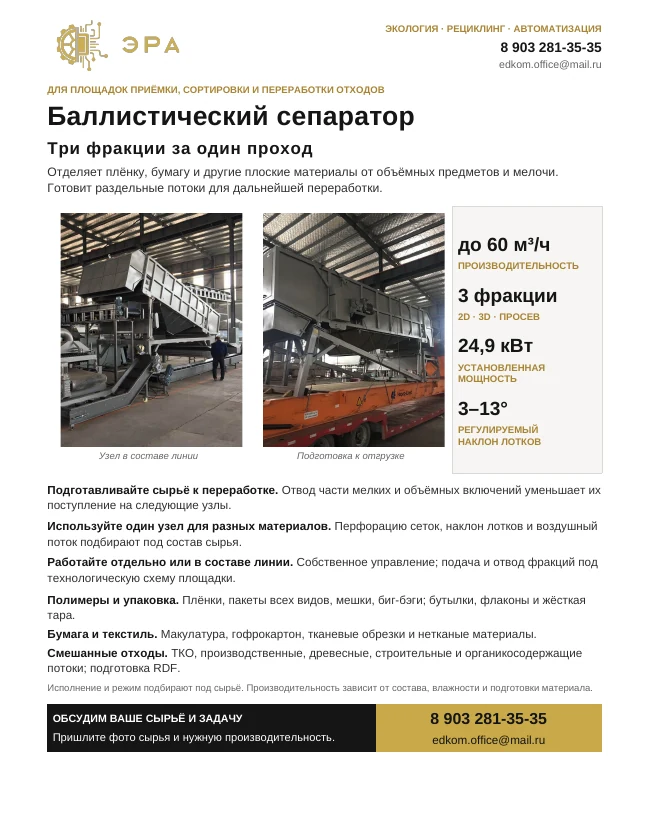 ЭРА
ЭКОЛОГИЯ · РЕЦИКЛИНГ · АВТОМАТИЗАЦИЯ
8 903 281-35-35
edkom.office@mail.ru
ДЛЯ ПЛОЩАДОК ПРИЁМКИ, СОРТИРОВКИ И ПЕРЕРАБОТКИ ОТХОДОВ
Баллистический сепаратор
Три фракции за один проход
Отделяет плёнку, бумагу и другие плоские материалы от объёмных предметов и мелочи.
Готовит раздельные потоки для дальнейшей переработки.
Узел в составе линии
Подготовка к отгрузке
до 60 м³/ч
ПРОИЗВОДИТЕЛЬНОСТЬ
3 фракции
2D · 3D · ПРОСЕВ
24,9 кВт
УСТАНОВЛЕННАЯ
МОЩНОСТЬ
3–13°
РЕГУЛИРУЕМЫЙ
НАКЛОН ЛОТКОВ
Подготавливайте сырьё к переработке. Отвод части мелких и объёмных включений уменьшает их
поступление на следующие узлы.
Используйте один узел для разных материалов. Перфорацию сеток, наклон лотков и воздушный
поток подбирают под состав сырья.
Работайте отдельно или в составе линии. Собственное управление; подача и отвод фракций под
технологическую схему площадки.
Полимеры и упаковка. Плёнки, пакеты всех видов, мешки, биг-бэги; бутылки, флаконы и жёсткая
тара.
Бумага и текстиль. Макулатура, гофрокартон, тканевые обрезки и нетканые материалы.
Смешанные отходы. ТКО, производственные, древесные, строительные и органикосодержащие
потоки; подготовка RDF.
Исполнение и режим подбирают под сырьё. Производительность зависит от состава, влажности и подготовки материала.
ОБСУДИМ ВАШЕ СЫРЬЁ И ЗАДАЧУ
Пришлите фото сырья и нужную производительность.
8 903 281-35-35
edkom.office@mail.ru